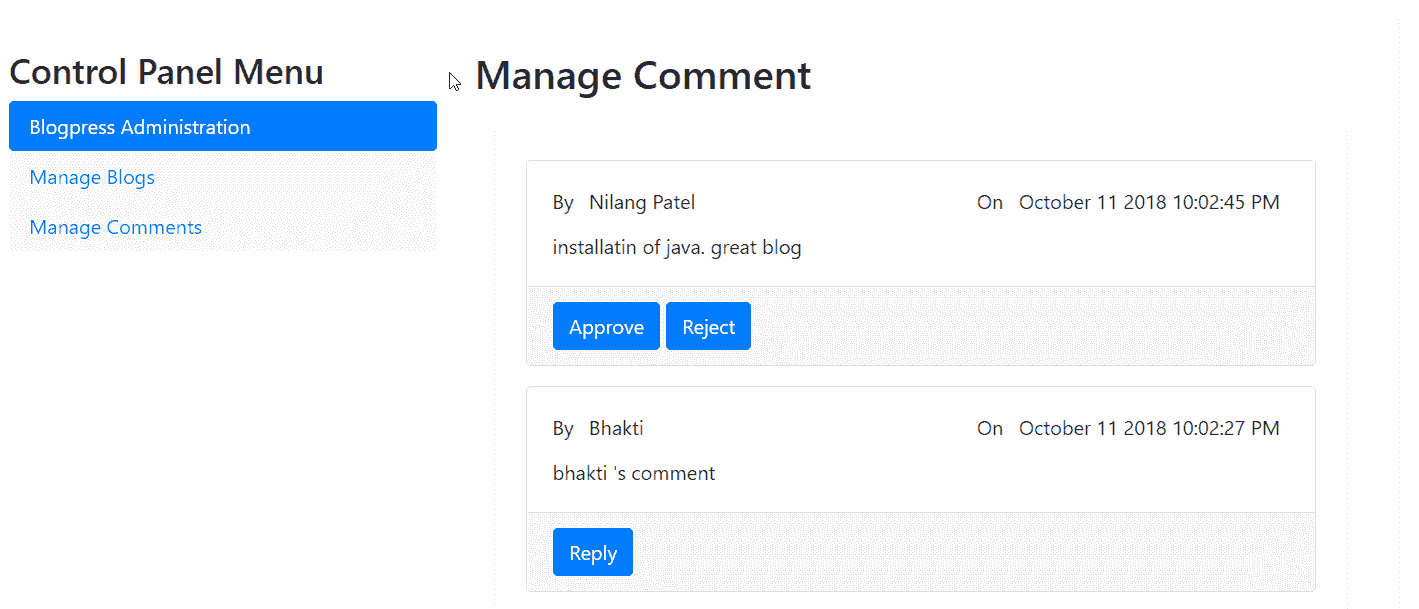 Control Panel Menu
Blogpress Administration
Manage Blogs
Manage Comments
Manage Comment
By Nilang Patel On October 11 2018 10:02:45 PM
installatin of java. great blog
Approve Reject
By Bhakti On October 11 2018 10:02:27 PM
bhakti 's comment
Reply